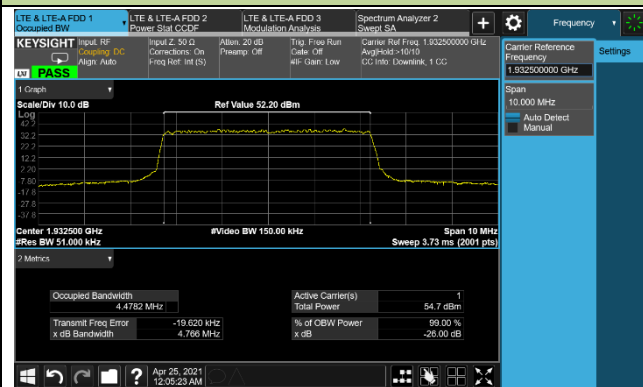 LTE & LTE-A FDD 1
Occupied BW
LTE & LTE-A FDD 2
Power Stat CCDF
LTE & LTE-A FDD 3
Modulation Analysis
Spectrum Analyzer 2
Swept SA
+
Frequency
KEYSIGHT
Input: RF
Coupling: DC
Align: Auto
Input Z: 50 Ω
Corrections: On
Freq Ref: Int (S)
Atten: 20 dB
Preamp: Off
Trig: Free Run
Gate: Off
#IF Gain: Low
Carrier Ref Freq: 1.932500000 GHz
Avg|Hold:>10/10
CC Info: Downlink, 1 CC
LXI
PASS
Carrier Reference
Frequency
1.932500000 GHz
Settings
Span
10.000 MHz
Auto Detect
Manual
1 Graph
Scale/Div 10.0 dB
Ref Value 52.20 dBm
Log
42.2
32.2
22.2
12.2
2.20
-7.80
-17.8
-27.8
-37.8
Center 1.932500 GHz
#Video BW 150.00 kHz
Span 10 MHz
#Res BW 51.000 kHz
Sweep 3.73 ms (2001 pts)
2 Metrics
Occupied Bandwidth
4.4782 MHz
Active Carrier(s)
1
Total Power
54.7 dBm
Transmit Freq Error
-19.620 kHz
% of OBW Power
99.00 %
x dB Bandwidth
4.766 MHz
x dB
-26.00 dB
?
Apr 25, 2021
12:05:23 AM